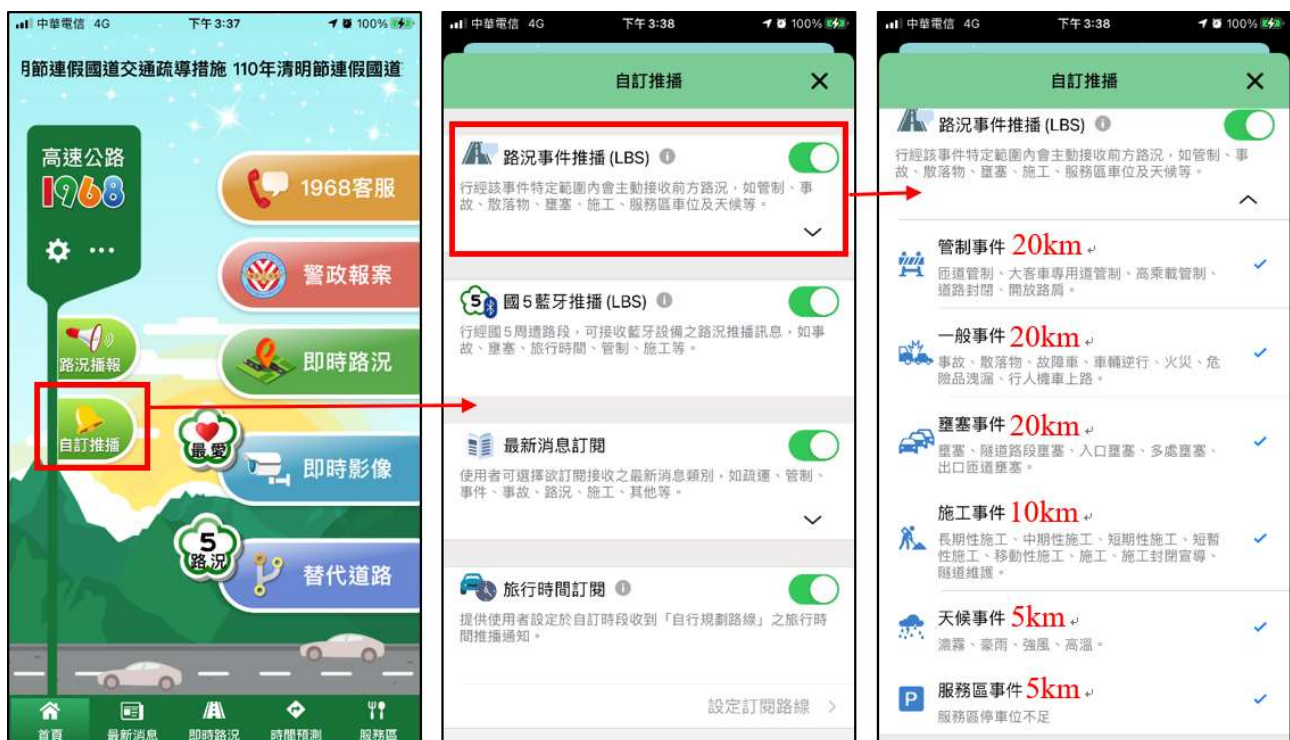 中華電信 4G
下午 3:37
100%
明節連假國道交通疏導措施 110年清明節連假國道
高速公路
1968
1968客服
警政報案
路況播報
即時路況
自訂推播
最愛
即時影像
5
路況
替代道路
首頁
最新消息
即時路況
時間預測
服務區
中華電信 4G
下午 3:38
100%
自訂推播
路況事件推播 (LBS)
行經該事件特定範圍內會主動接收前方路況,如管制、事
故、散落物、壅塞、施工、服務區車位及天候等。
5
國5藍牙推播 (LBS)
行經國5周遭路段,可接收藍牙設備之路況推播訊息,如事
故、壅塞、旅行時間、管制、施工等。
最新消息訂閱
使用者可選擇欲訂閱接收之最新消息類別,如疏運、管制、
事件、事故、路況、施工、其他等。
旅行時間訂閱
提供使用者設定於自訂時段收到「自行規劃路線」之旅行時
間推播通知。
設定訂閱路線
中華電信 4G
下午 3:38
100%
自訂推播
路況事件推播 (LBS)
行經該事件特定範圍內會主動接收前方路況,如管制、事
故、散落物、壅塞、施工、服務區車位及天候等。
管制事件 20km
匝道管制、大客車專用道管制、高乘載管制、
道路封閉、開放路肩。
一般事件 20km
事故、散落物、故障車、車輛逆行、火災、危
險品洩漏、行人機車上路。
壅塞事件 20km
壅塞、隧道路段壅塞、入口壅塞、多處壅塞、
出口匝道壅塞。
施工事件 10km
長期性施工、中期性施工、短期性施工、短暫
性施工、移動性施工、施工、施工封閉宣導、
隧道維護。
天候事件 5km
濃霧、豪雨、強風、高溫。
P
服務區事件 5km
服務區停車位不足